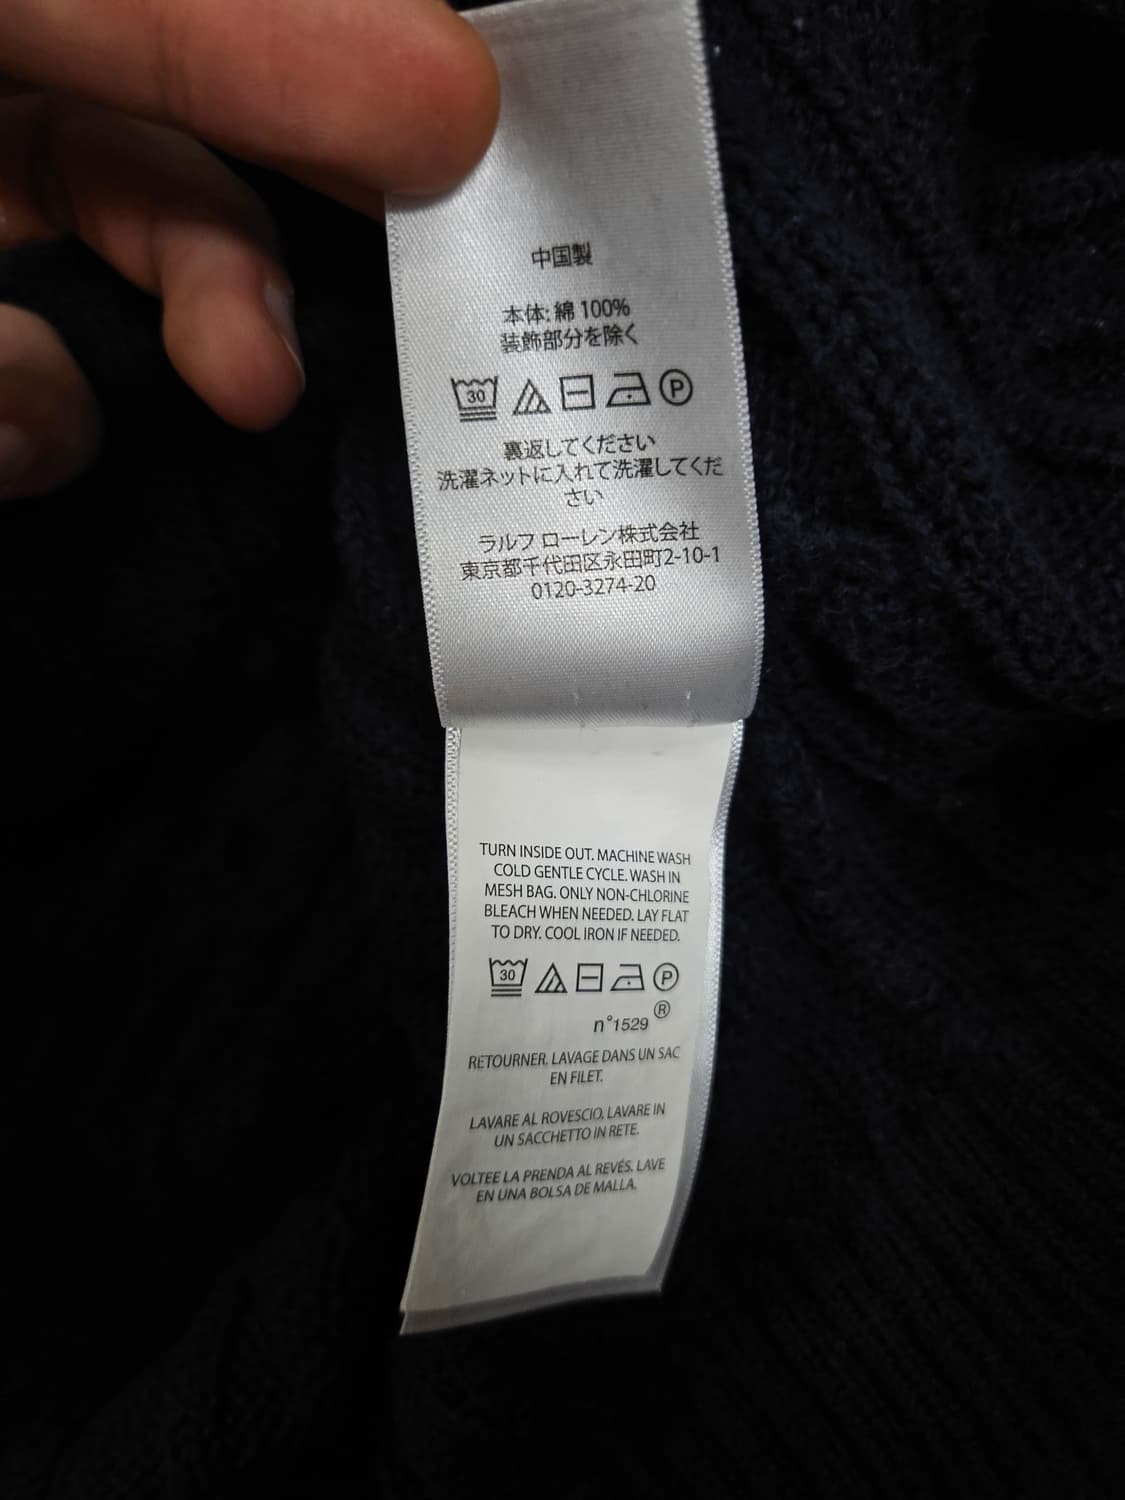 中国製
本体: 綿 100%
装飾部分を除く
30 P
裏返してください
洗濯ネットに入れて洗濯してくだ
さい
ラルフ ローレン株式会社
東京都千代田区永田町2-10-1
0120-3274-20
TURN INSIDE OUT. MACHINE WASH
COLD GENTLE CYCLE. WASH IN
MESH BAG. ONLY NON-CHLORINE
BLEACH WHEN NEEDED. LAY FLAT
TO DRY. COOL IRON IF NEEDED.
30 P
n°1529 ®
RETOURNER. LAVAGE DANS UN SAC
EN FILET.
LAVARE AL ROVESCIO. LAVARE IN
UN SACCHETTO IN RETE.
VOLTEE LA PRENDA AL REVÉS. LAVE
EN UNA BOLSA DE MALLA.